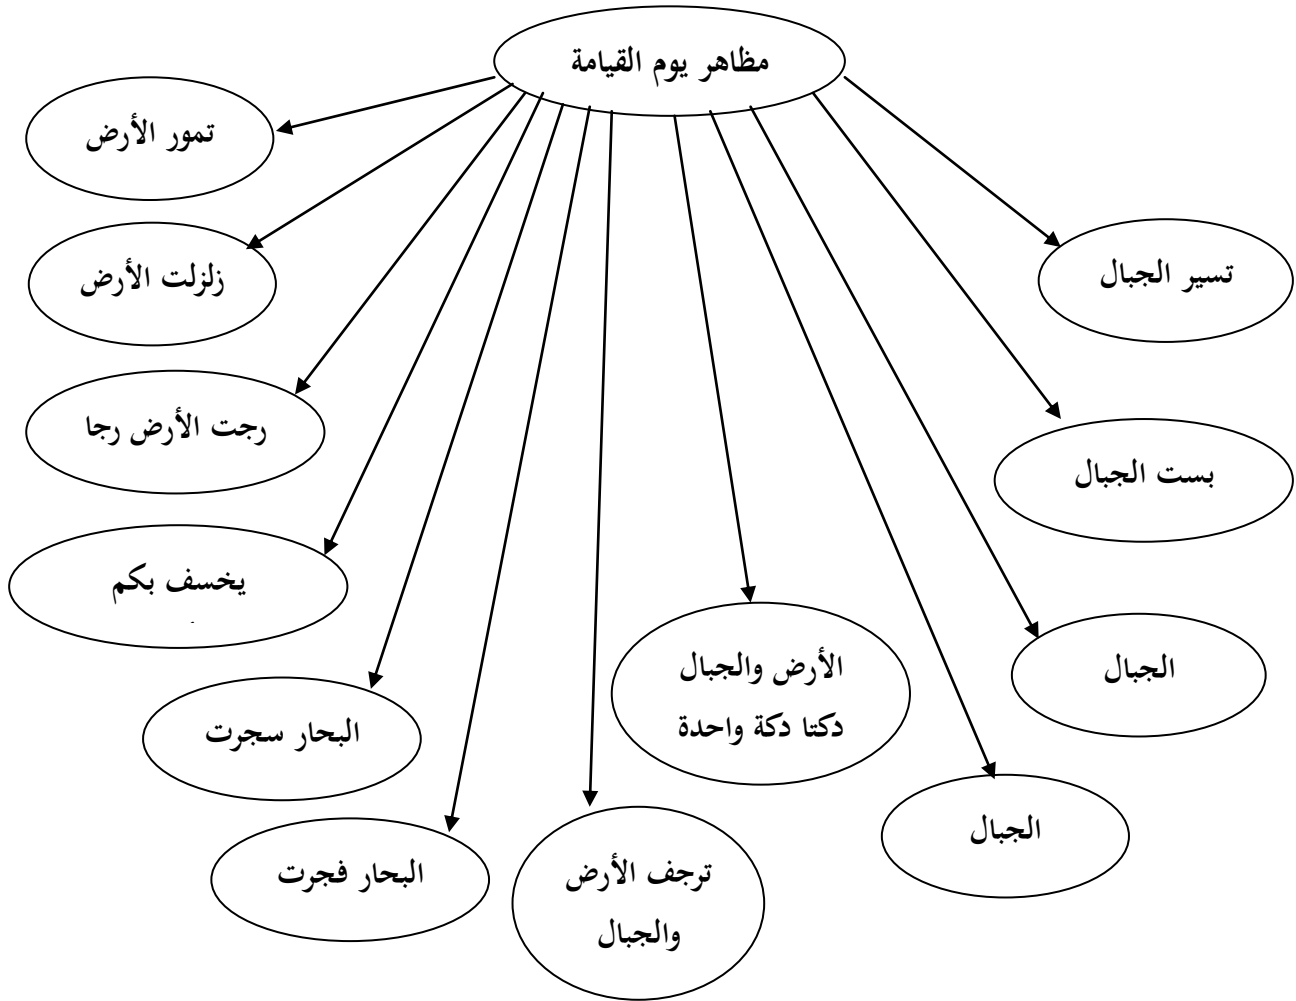 مظاهر يوم القيامة
تمور الأرض
تسير الجبال
زلزلت الأرض
رجت الأرض رجا
بست الجبال
يخسف بكم
الأرض والجبال
دكتا دكة واحدة
الجبال
البحار سجرت
الجبال
البحار فجرت
ترجف الأرض
والجبال